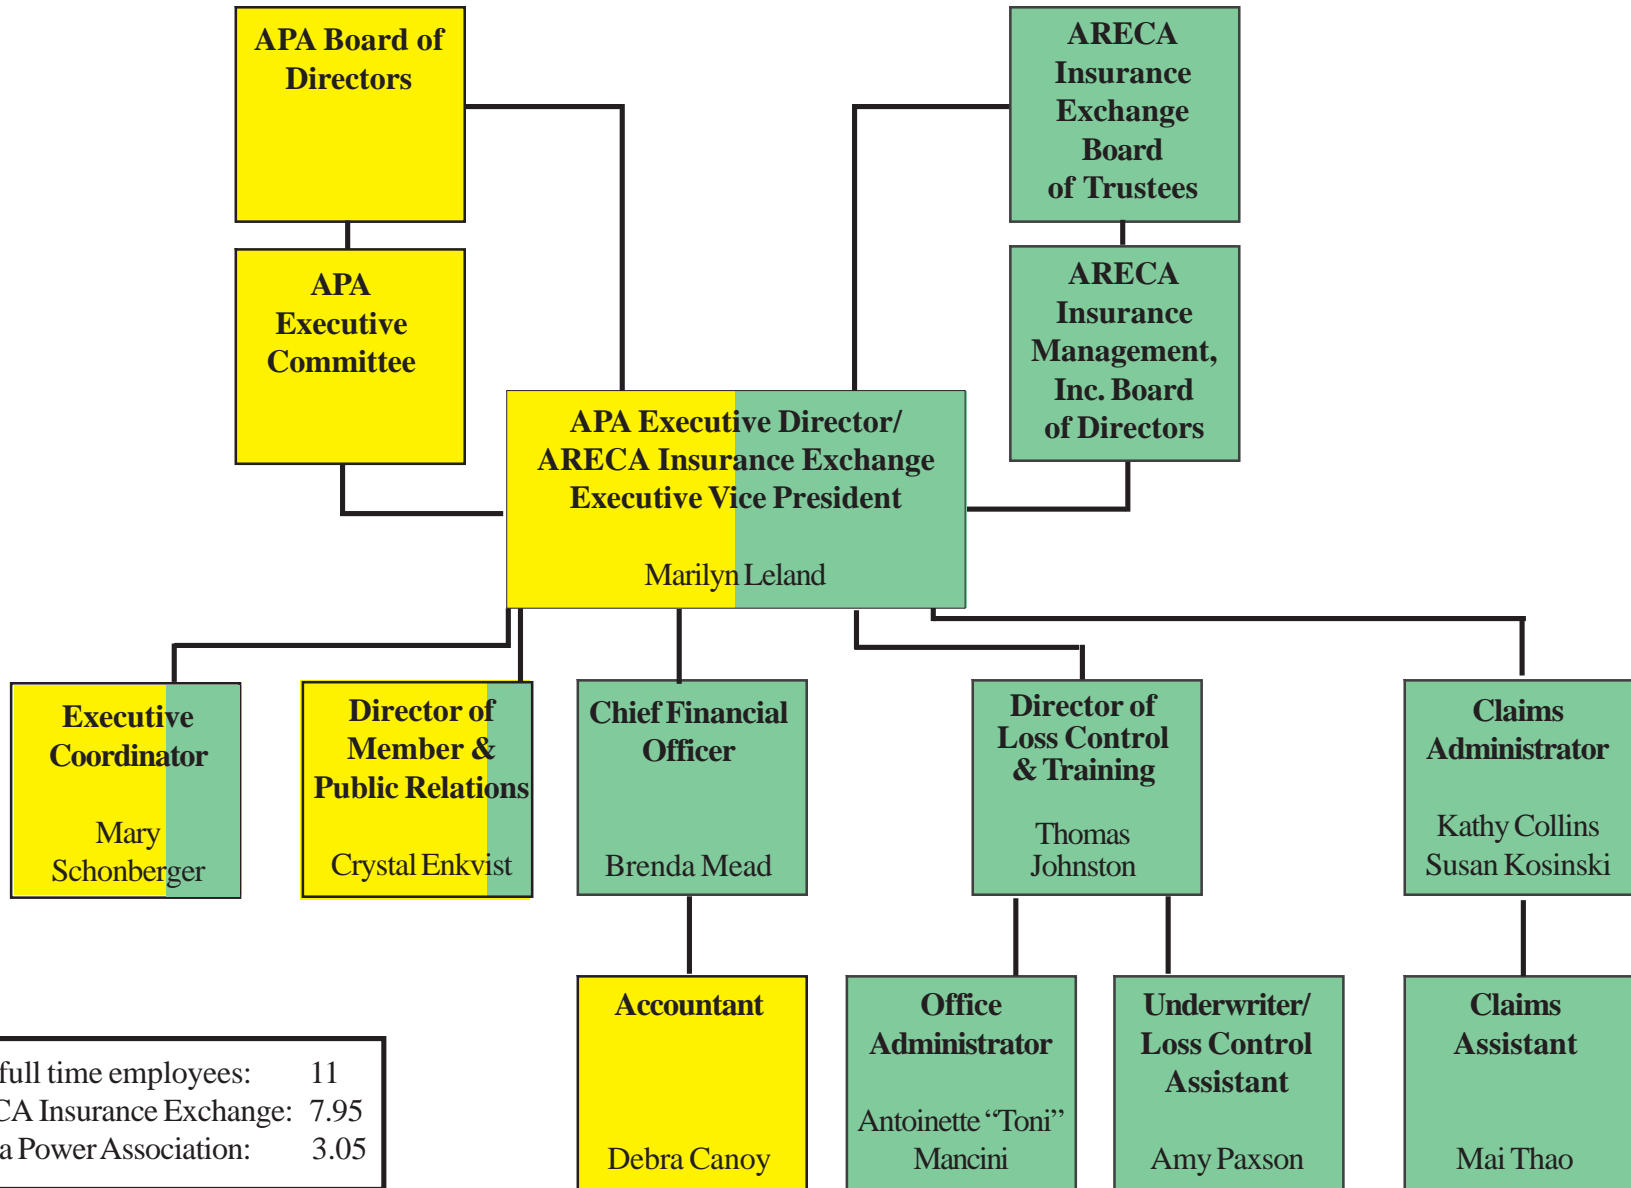 APA Board of
Directors
ARECA
Insurance
Exchange
Board
of Trustees
APA
Executive
Committee
ARECA
Insurance
Management,
Inc. Board
of Directors
APA Executive Director/
ARECA Insurance Exchange
Executive Vice President
Marilyn Leland
Executive
Coordinator
Mary
Schonberger
Director of
Member &
Public Relations
Crystal Enkvist
Chief Financial
Officer
Brenda Mead
Director of
Loss Control
& Training
Thomas
Johnston
Claims
Administrator
Kathy Collins
Susan Kosinski
Accountant
Debra Canoy
Office
Administrator
Antoinette “Toni”
Mancini
Underwriter/
Loss Control
Assistant
Amy Paxson
Claims
Assistant
Mai Thao
full time employees: 11
CA Insurance Exchange: 7.95
a Power Association: 3.05